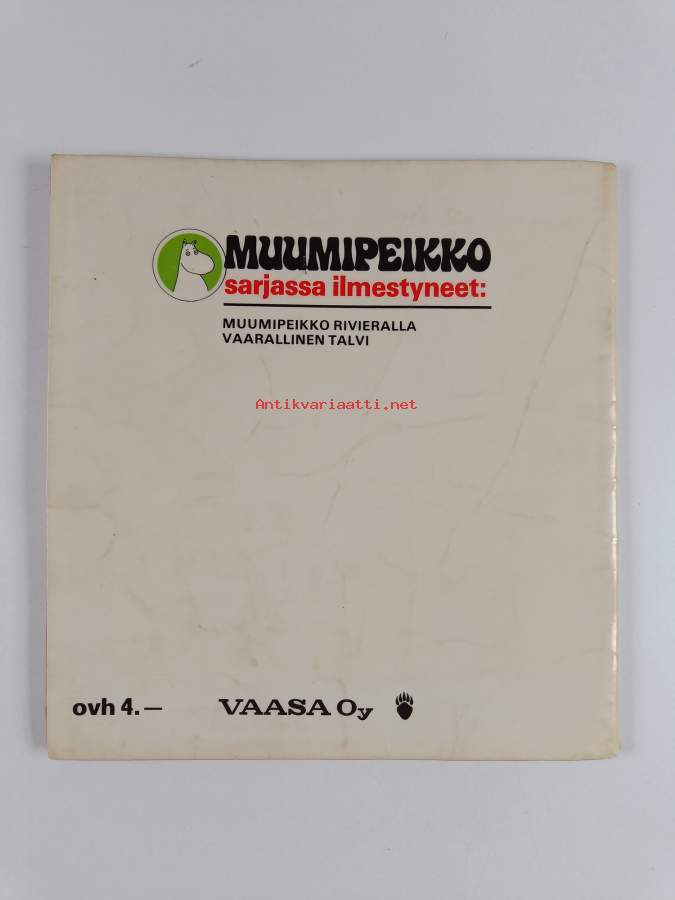 MUUMIPEIKKO
sarjassa ilmestyneet:
MUUMIPEIKKO RIVIERALLA
VAARALLINEN TALVI
Antikvariaatti.net
ovh 4.— VAASA Oy